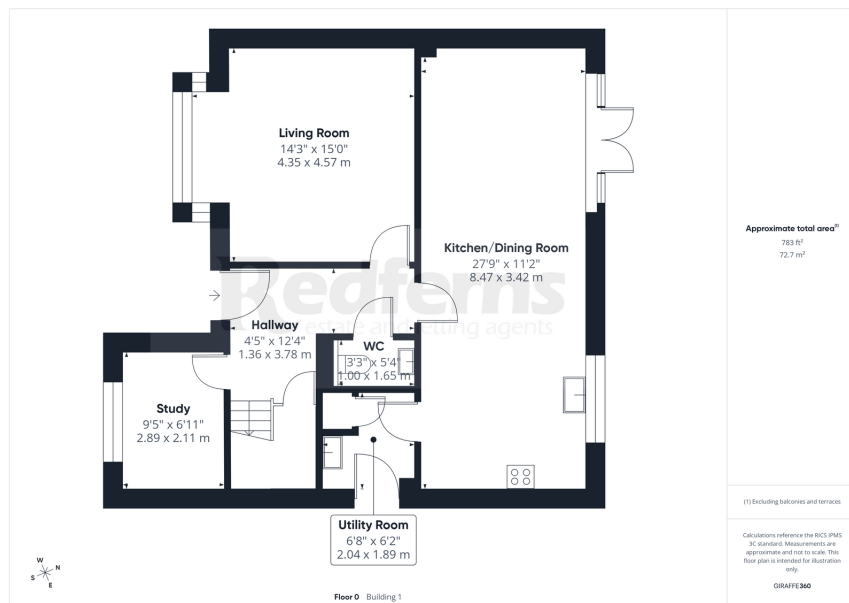 Living Room
14'3" x 15'0"
4.35 x 4.57 m
Kitchen/Dining Room
27'9" x 11'2"
8.47 x 3.42 m
Redferns
estate and letting agents
Hallway
4'5" x 12'4"
1.36 x 3.78 m
WC
3'3" x 5'4"
1.00 x 1.65 m
Study
9'5" x 6'11"
2.89 x 2.11 m
Utility Room
6'8" x 6'2"
2.04 x 1.89 m
W
N
S
E
Floor 0 Building 1
Approximate total area(1)
783 ft²
72.7 m²
(1) Excluding balconies and terraces
Calculations reference the RICS IPMS
3C standard. Measurements are
approximate and not to scale. This
floor plan is intended for illustration
only.
GIRAFFE360